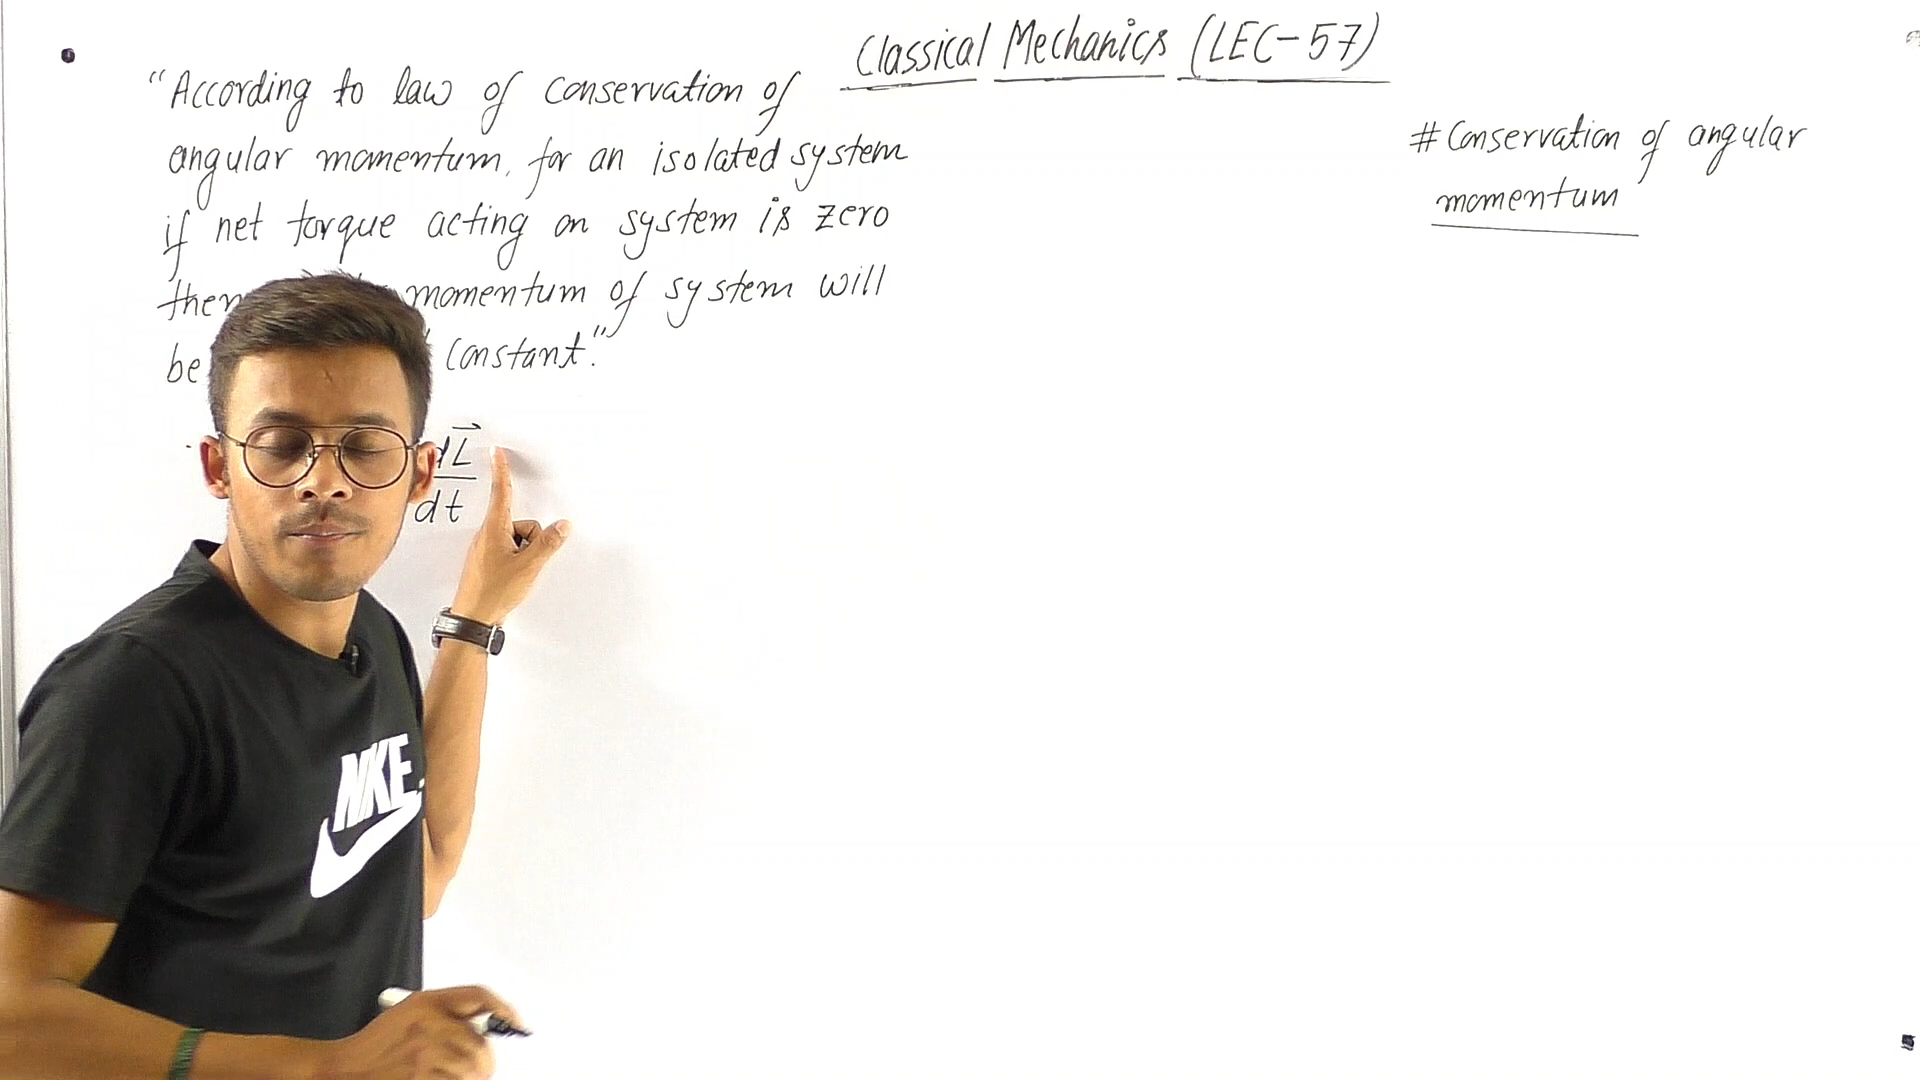 Classical Mechanics (LEC-57)
"According to law of conservation of
angular momentum, for an isolated system
if net torque acting on system is zero
then momentum of system will
be constant."
# Conservation of angular
momentum
dL⃗
dt
NKE